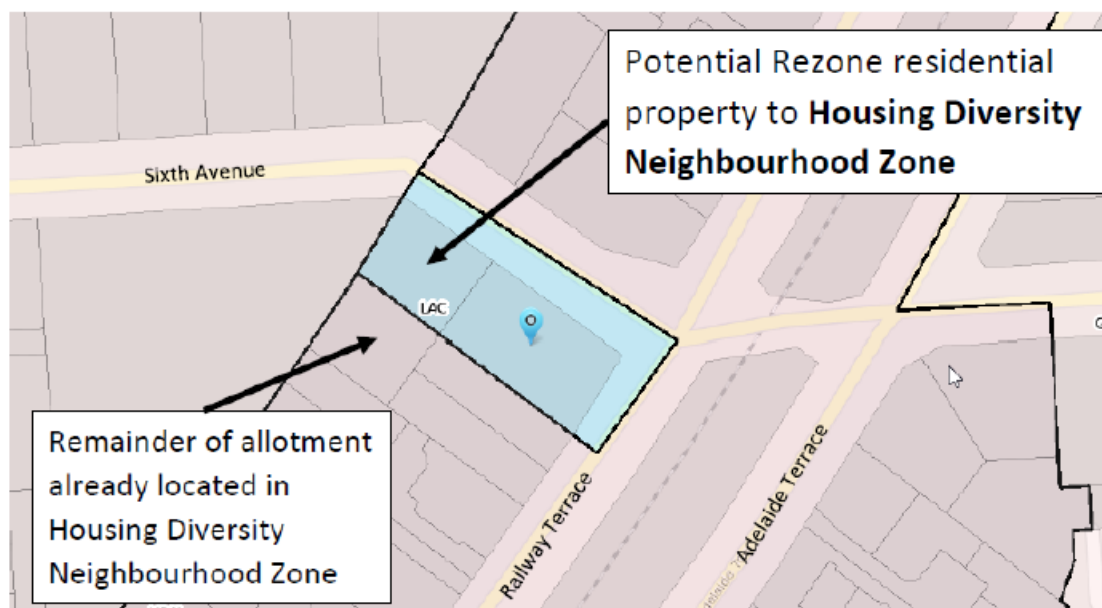 Potential Rezone residential
property to Housing Diversity
Neighbourhood Zone
Sixth Avenue
LAC
Remainder of allotment
already located in
Housing Diversity
Neighbourhood Zone
Railway Terrace
Adelaide Terrace